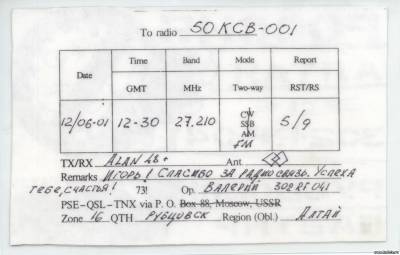 To radio 50KCB-001
Date Time Band Mode Report
GMT MHz Two-way RST/RS
12/06-01 12-30 27.210 CW SSB AM FM 5/9
TX/RX ALAN 48+ Ant
Remarks Игорь! Спасибо за радиосвязь. Успеха
тебе, счастья! 73! Op. Валерий 302RT041
PSE-QSL-TNX via P. O. Box 88, Moscow, USSR
Zone 16 QTH Рубцовск Region (Obl.) Алтай